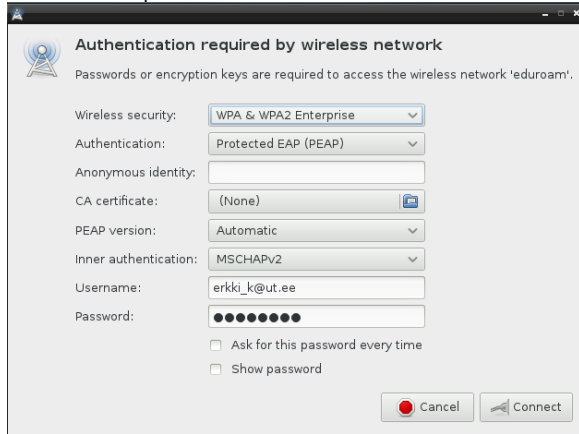 Authentication required by wireless network
Passwords or encryption keys are required to access the wireless network 'eduroam'.
Wireless security: WPA & WPA2 Enterprise
Authentication: Protected EAP (PEAP)
Anonymous identity:
CA certificate: (None)
PEAP version: Automatic
Inner authentication: MSCHAPv2
Username: erkki_k@ut.ee
Password: ●●●●●●●●
Ask for this password every time
Show password
Cancel Connect